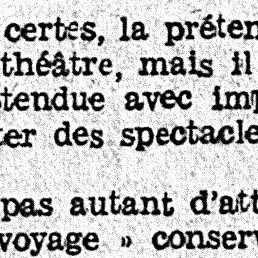 certes, la préten
théâtre, mais il
tendue avec imp
ter des spectacle
pas autant d'att
voyage » conserv